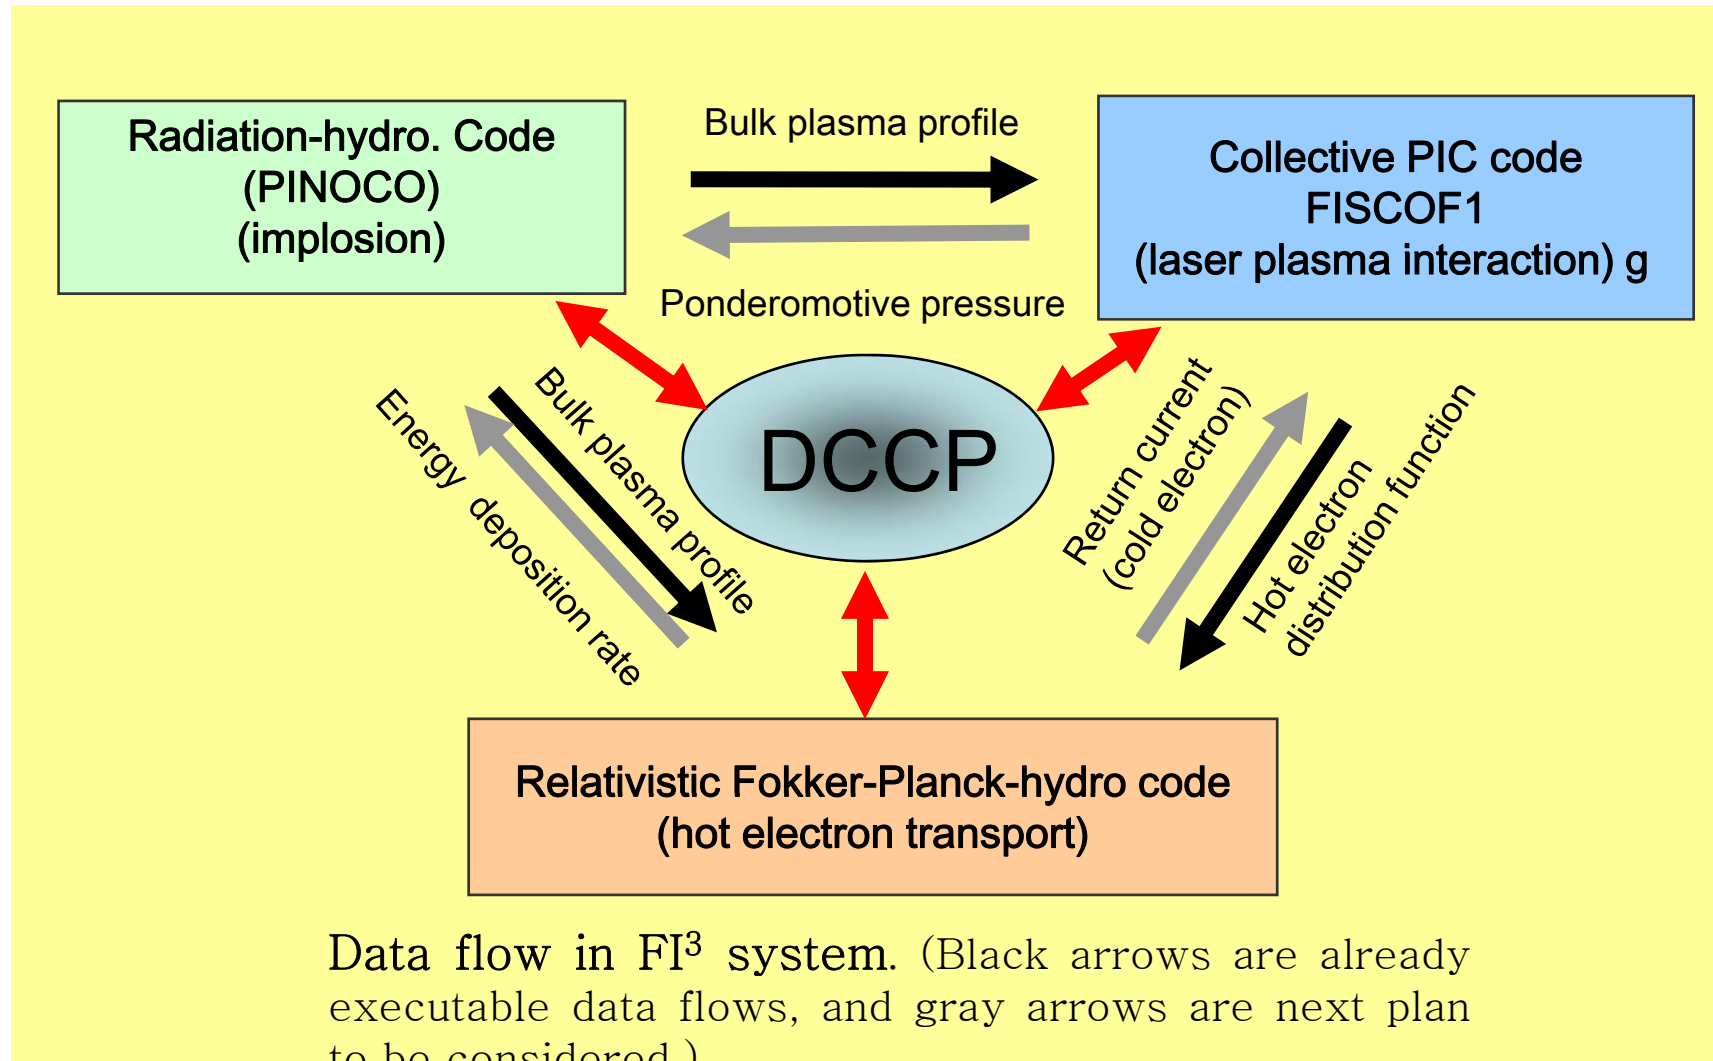 Radiation-hydro. Code
(PINOCO)
(implosion)
Bulk plasma profile
Ponderomotive pressure
Collective PIC code
FISCOF1
(laser plasma interaction) g
Energy deposition rate
Bulk plasma profile
DCCP
Return current
(cold electron)
Hot electron
distribution function
Relativistic Fokker-Planck-hydro code
(hot electron transport)
Data flow in FI³ system. (Black arrows are already
executable data flows, and gray arrows are next plan
to be considered.)